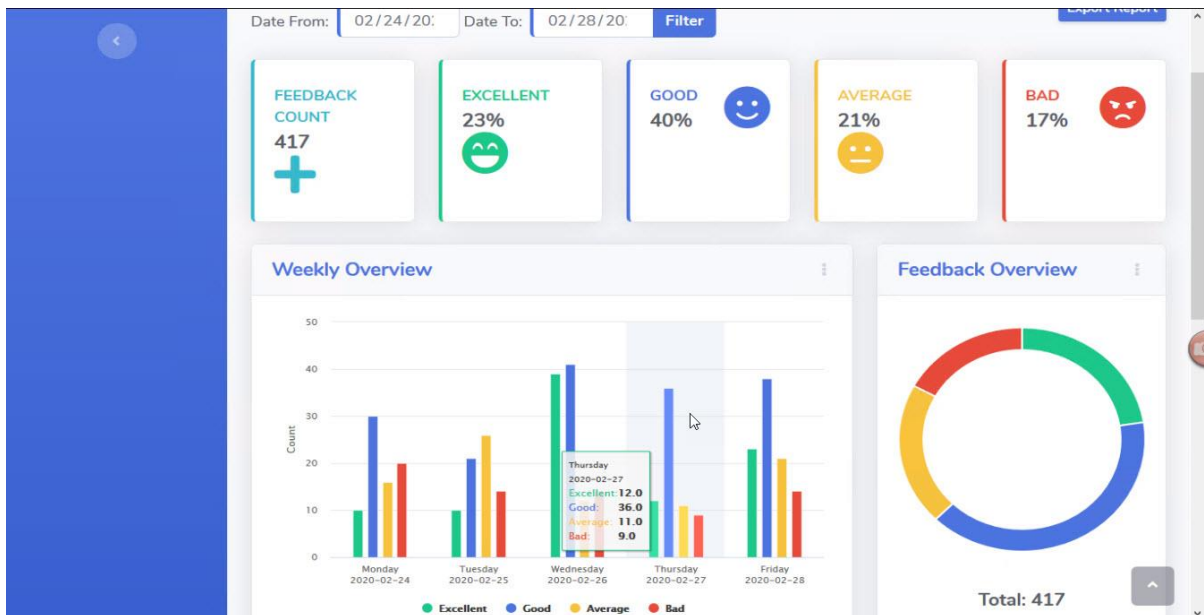 Date From: 02/24/20 Date To: 02/28/20 Filter Export Report
FEEDBACK
COUNT
417
EXCELLENT
23%
GOOD
40%
AVERAGE
21%
BAD
17%
Weekly Overview
50
40
30
20
10
0
Count
Thursday
2020-02-27
Excellent: 12.0
Good: 36.0
Average: 11.0
Bad: 9.0
Monday
2020-02-24
Tuesday
2020-02-25
Wednesday
2020-02-26
Thursday
2020-02-27
Friday
2020-02-28
Excellent Good Average Bad
Feedback Overview
Total: 417